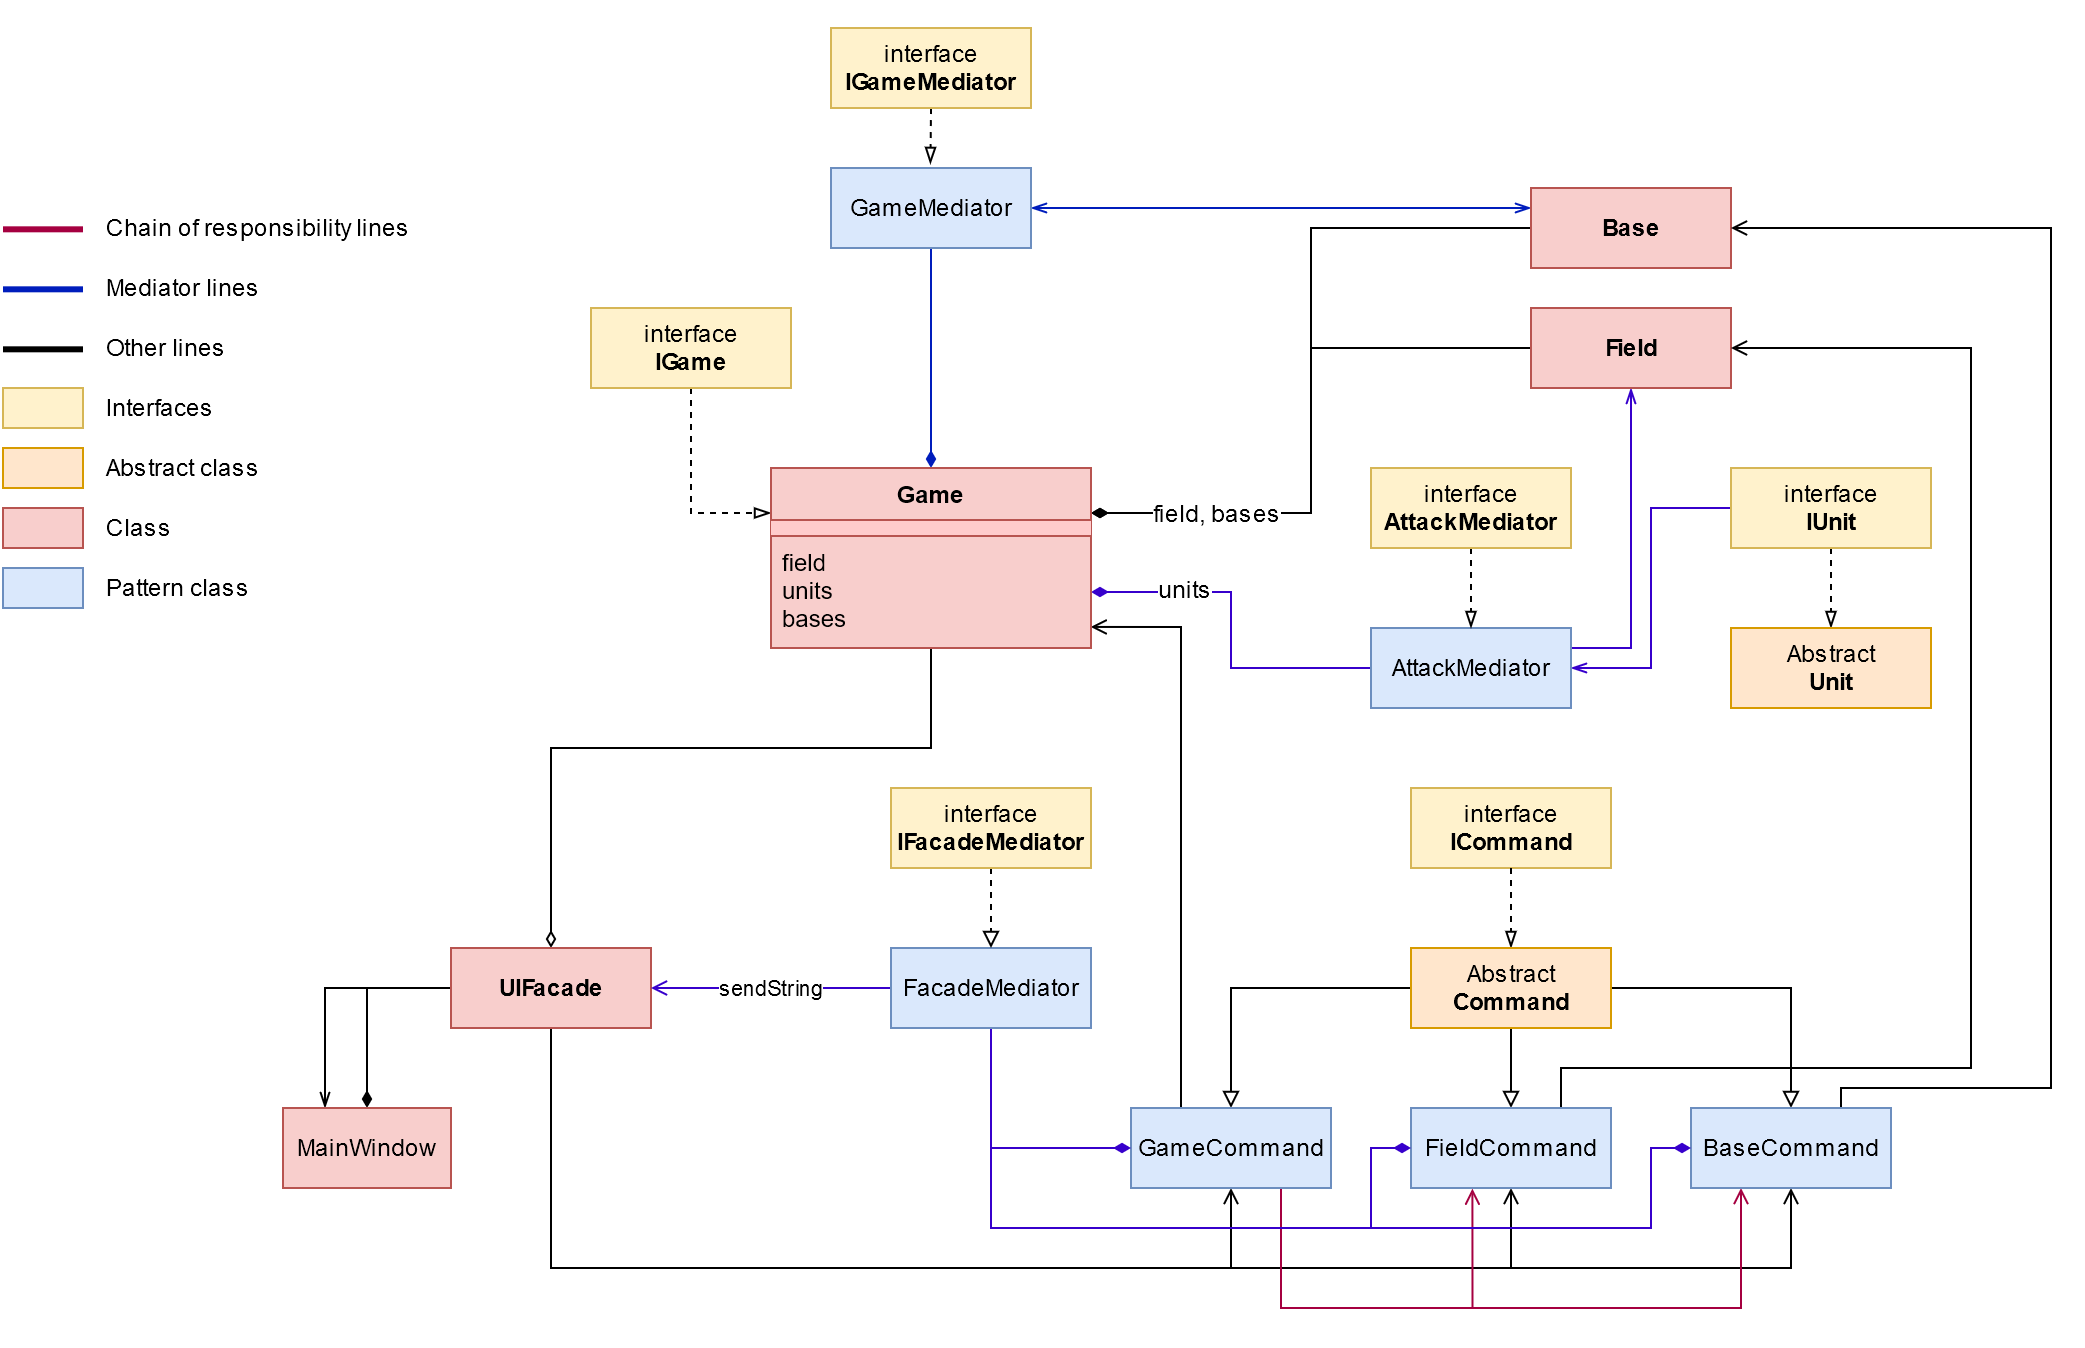 interface
IGameMediator
GameMediator
Base
Chain of responsibility lines
Mediator lines
Other lines
Interfaces
Abstract class
Class
Pattern class
interface
IGame
Field
Game
field
units
bases
field, bases
units
interface
AttackMediator
interface
IUnit
AttackMediator
Abstract
Unit
interface
IFacadeMediator
interface
ICommand
UIFacade
sendString
FacadeMediator
Abstract
Command
MainWindow
GameCommand
FieldCommand
BaseCommand